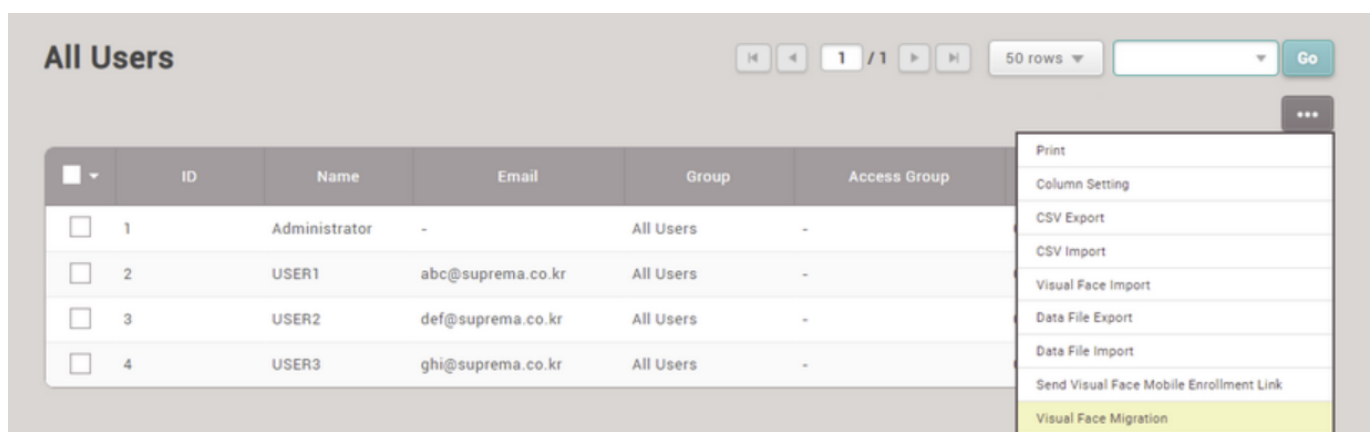 All Users
1 / 1
50 rows
Go
Print
Column Setting
CSV Export
CSV Import
Visual Face Import
Data File Export
Data File Import
Send Visual Face Mobile Enrollment Link
Visual Face Migration
ID Name Email Group Access Group
1 Administrator - All Users -
2 USER1 abc@suprema.co.kr All Users -
3 USER2 def@suprema.co.kr All Users -
4 USER3 ghi@suprema.co.kr All Users -